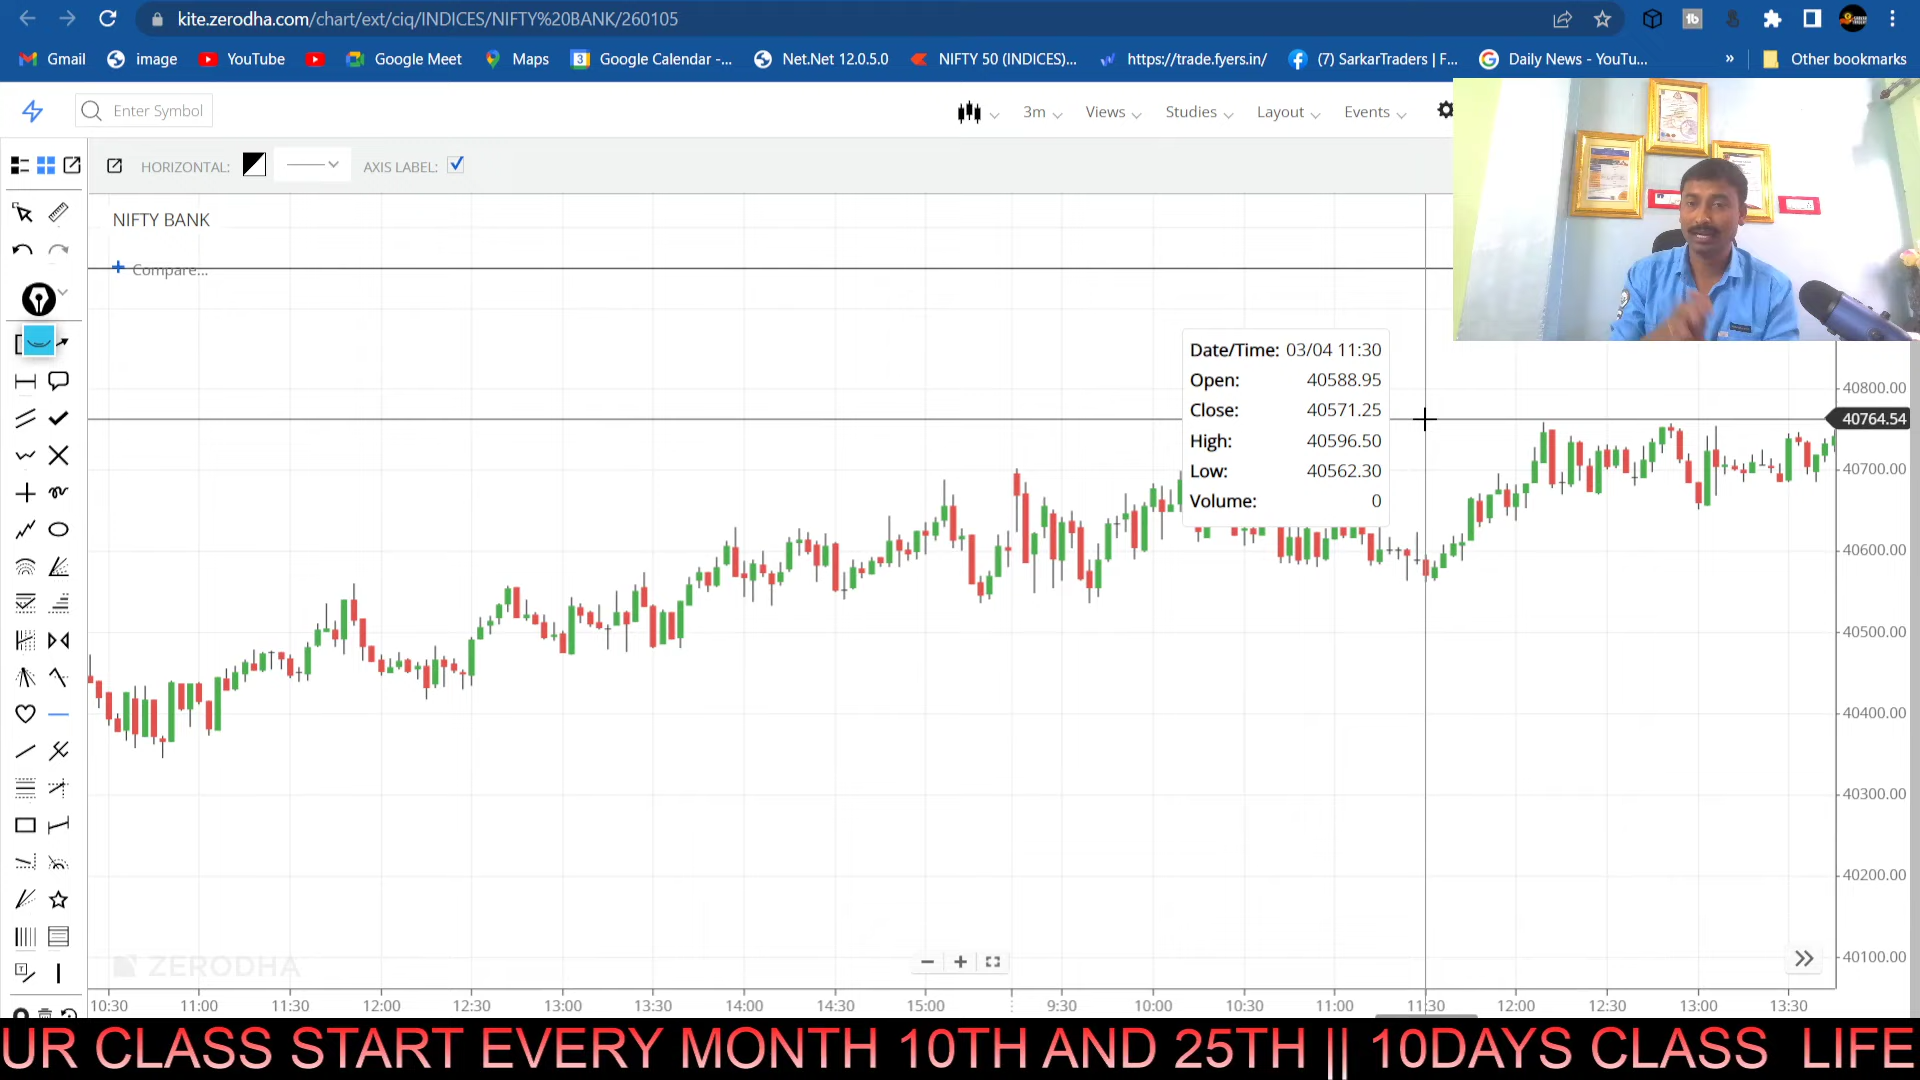 kite.zerodha.com/chart/ext/ciq/INDICES/NIFTY%20BANK/260105
Gmail image YouTube Google Meet Maps Google Calendar -... Net.Net 12.0.5.0 NIFTY 50 (INDICES)... https://trade.fyers.in/ (7) SarkarTraders | F... Daily News - YouTu... » Other bookmarks
Enter Symbol 3m Views Studies Layout Events
HORIZONTAL: AXIS LABEL:
NIFTY BANK
+ Compare...
Date/Time: 03/04 11:30
Open: 40588.95
Close: 40571.25
High: 40596.50
Low: 40562.30
Volume: 0
40800.00
40764.54
40700.00
40600.00
40500.00
40400.00
40300.00
40200.00
40100.00
ZERODHA
10:30 11:00 11:30 12:00 12:30 13:00 13:30 14:00 14:30 15:00 9:30 10:00 10:30 11:00 11:30 12:00 12:30 13:00 13:30
UR CLASS START EVERY MONTH 10TH AND 25TH || 10DAYS CLASS LIFE